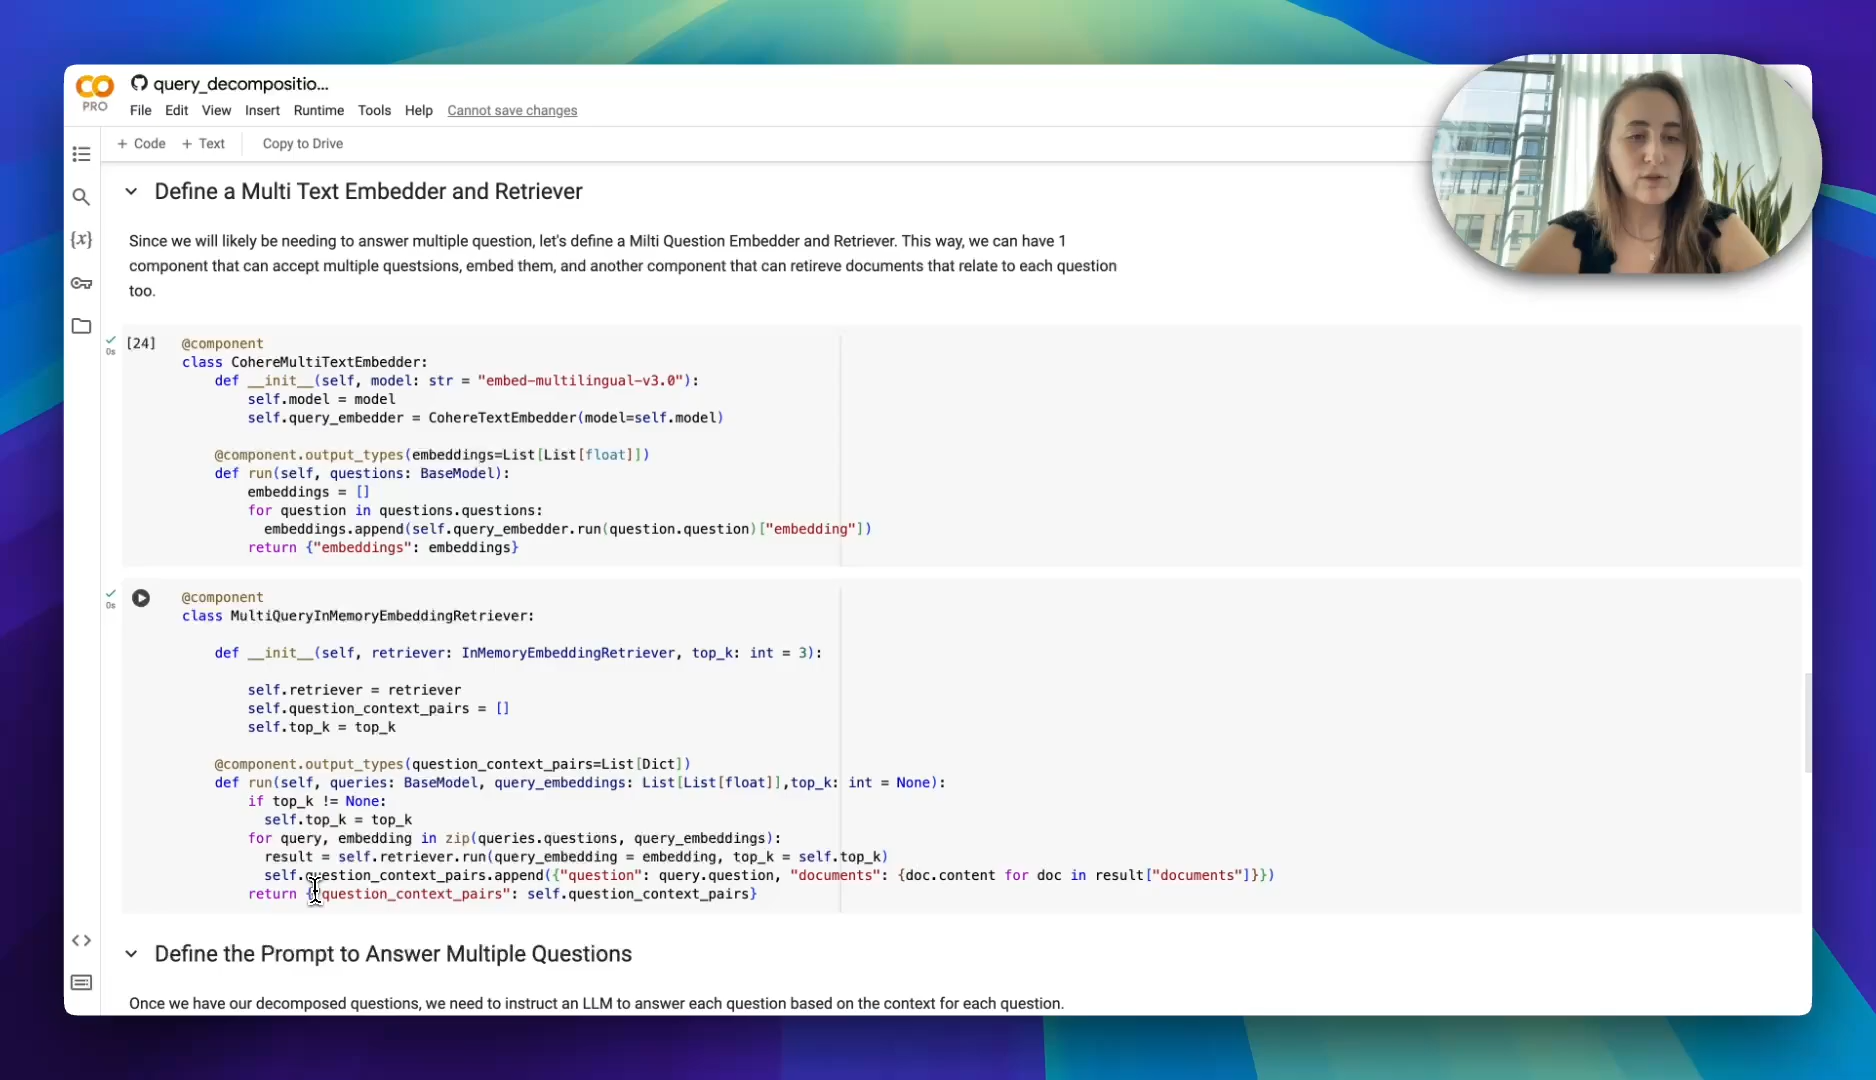 CO
PRO
query_decompositio...
File Edit View Insert Runtime Tools Help Cannot save changes
+ Code + Text Copy to Drive
Define a Multi Text Embedder and Retriever
Since we will likely be needing to answer multiple question, let's define a Milti Question Embedder and Retriever. This way, we can have 1
component that can accept multiple questsions, embed them, and another component that can retireve documents that relate to each question
too.
0s
[24]
@component
class CohereMultiTextEmbedder:
def __init__(self, model: str = "embed-multilingual-v3.0"):
self.model = model
self.query_embedder = CohereTextEmbedder(model=self.model)
@component.output_types(embeddings=List[List[float]])
def run(self, questions: BaseModel):
embeddings = []
for question in questions.questions:
embeddings.append(self.query_embedder.run(question.question)["embedding"])
return {"embeddings": embeddings}
0s
@component
class MultiQueryInMemoryEmbeddingRetriever:
def __init__(self, retriever: InMemoryEmbeddingRetriever, top_k: int = 3):
self.retriever = retriever
self.question_context_pairs = []
self.top_k = top_k
@component.output_types(question_context_pairs=List[Dict])
def run(self, queries: BaseModel, query_embeddings: List[List[float]],top_k: int = None):
if top_k != None:
self.top_k = top_k
for query, embedding in zip(queries.questions, query_embeddings):
result = self.retriever.run(query_embedding = embedding, top_k = self.top_k)
self.question_context_pairs.append({"question": query.question, "documents": {doc.content for doc in result["documents"]}})
return {"question_context_pairs": self.question_context_pairs}
Define the Prompt to Answer Multiple Questions
Once we have our decomposed questions, we need to instruct an LLM to answer each question based on the context for each question.